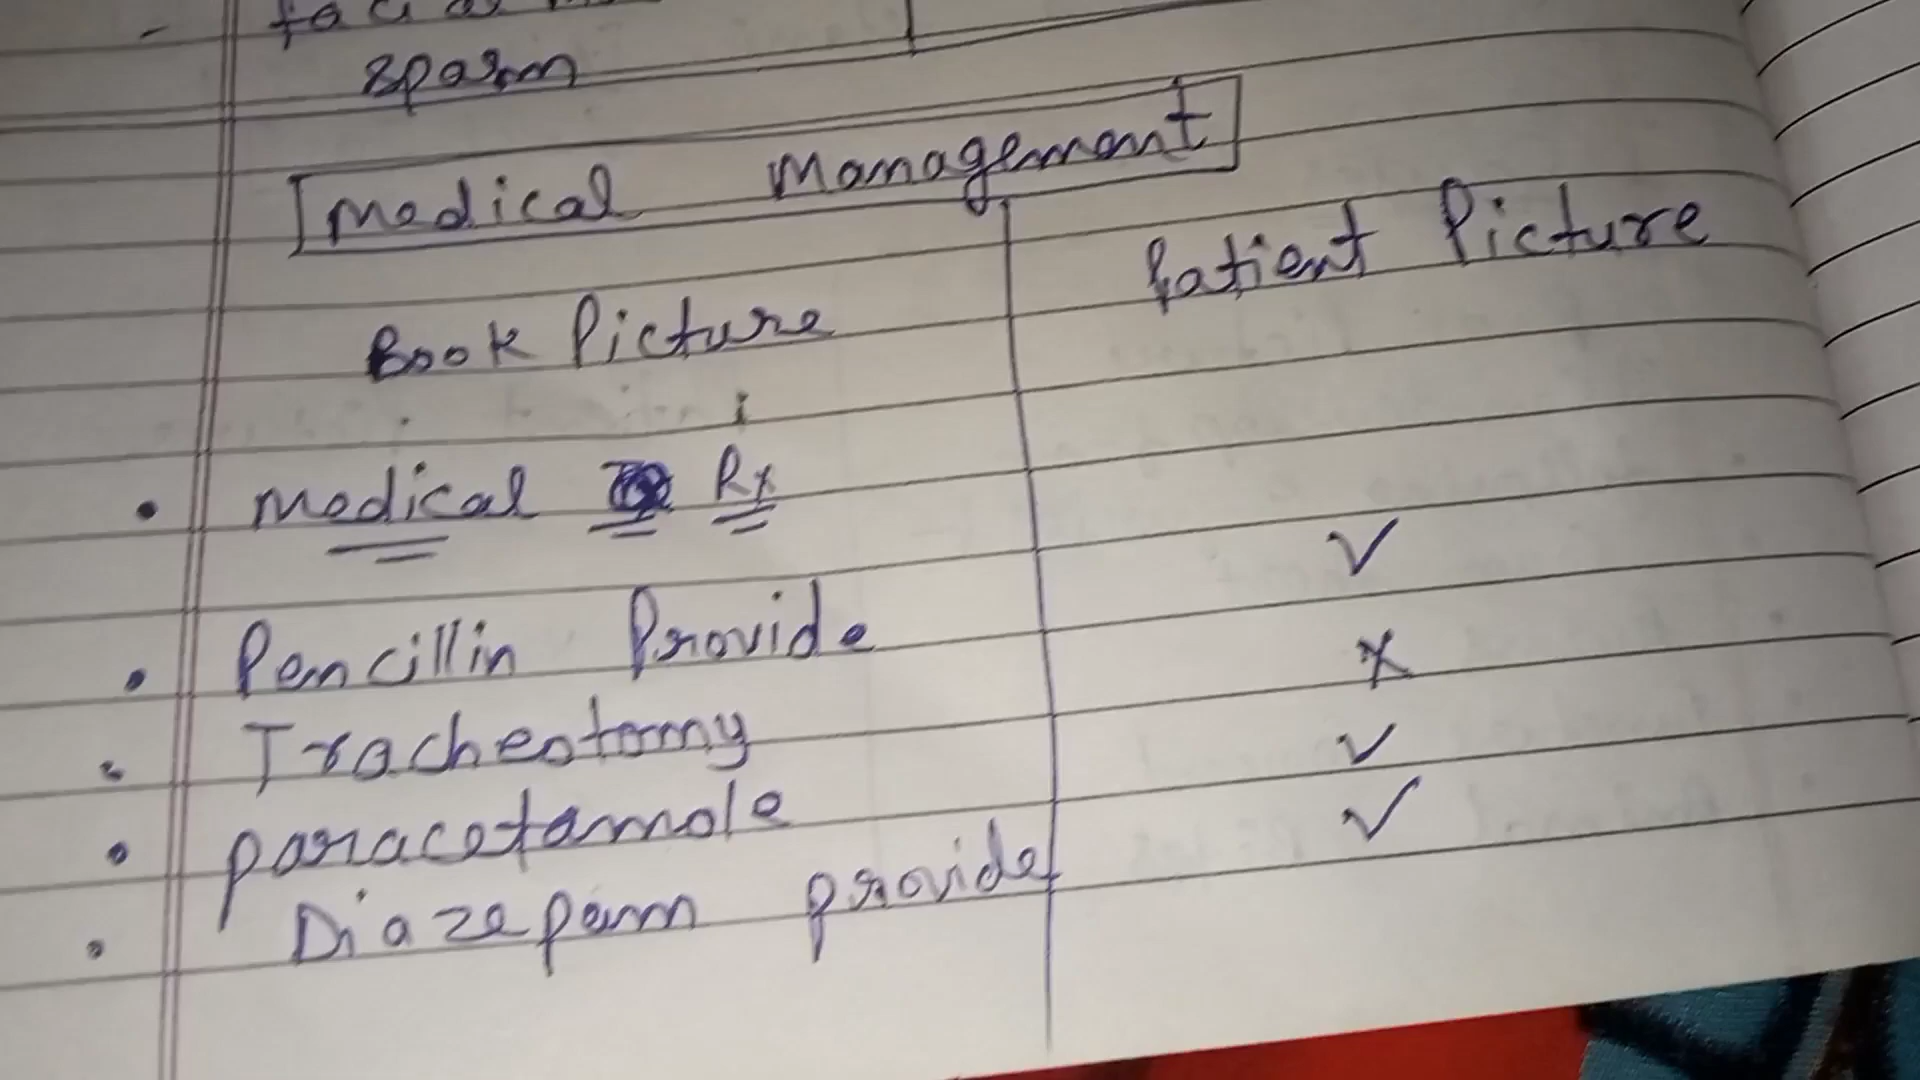 spasm
Medical Management
Book Picture
Patient Picture
• Medical Rx
• Pencillin Provide ✓
• Tracheotomy X
• paracetamole ✓
• Diazepam provide ✓